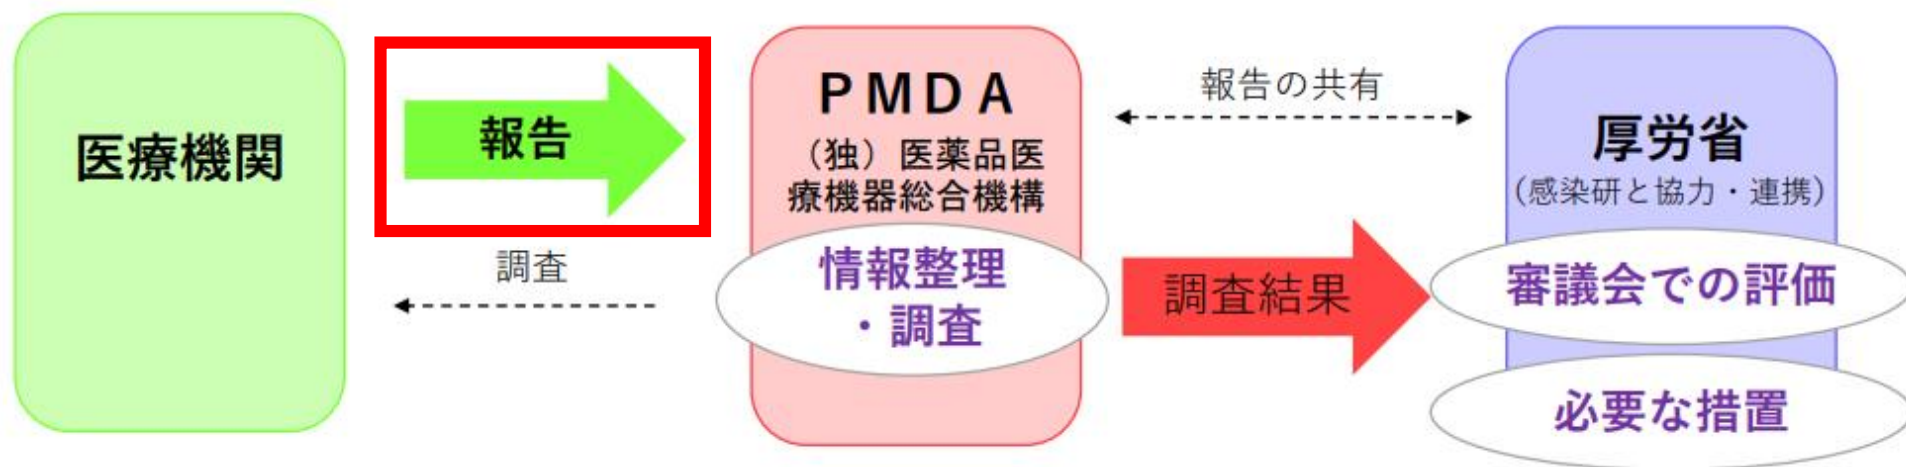 医療機関
報告
調査
ＰＭＤＡ
（独）医薬品医
療機器総合機構
情報整理
・調査
報告の共有
調査結果
厚労省
（感染研と協力・連携）
審議会での評価
必要な措置